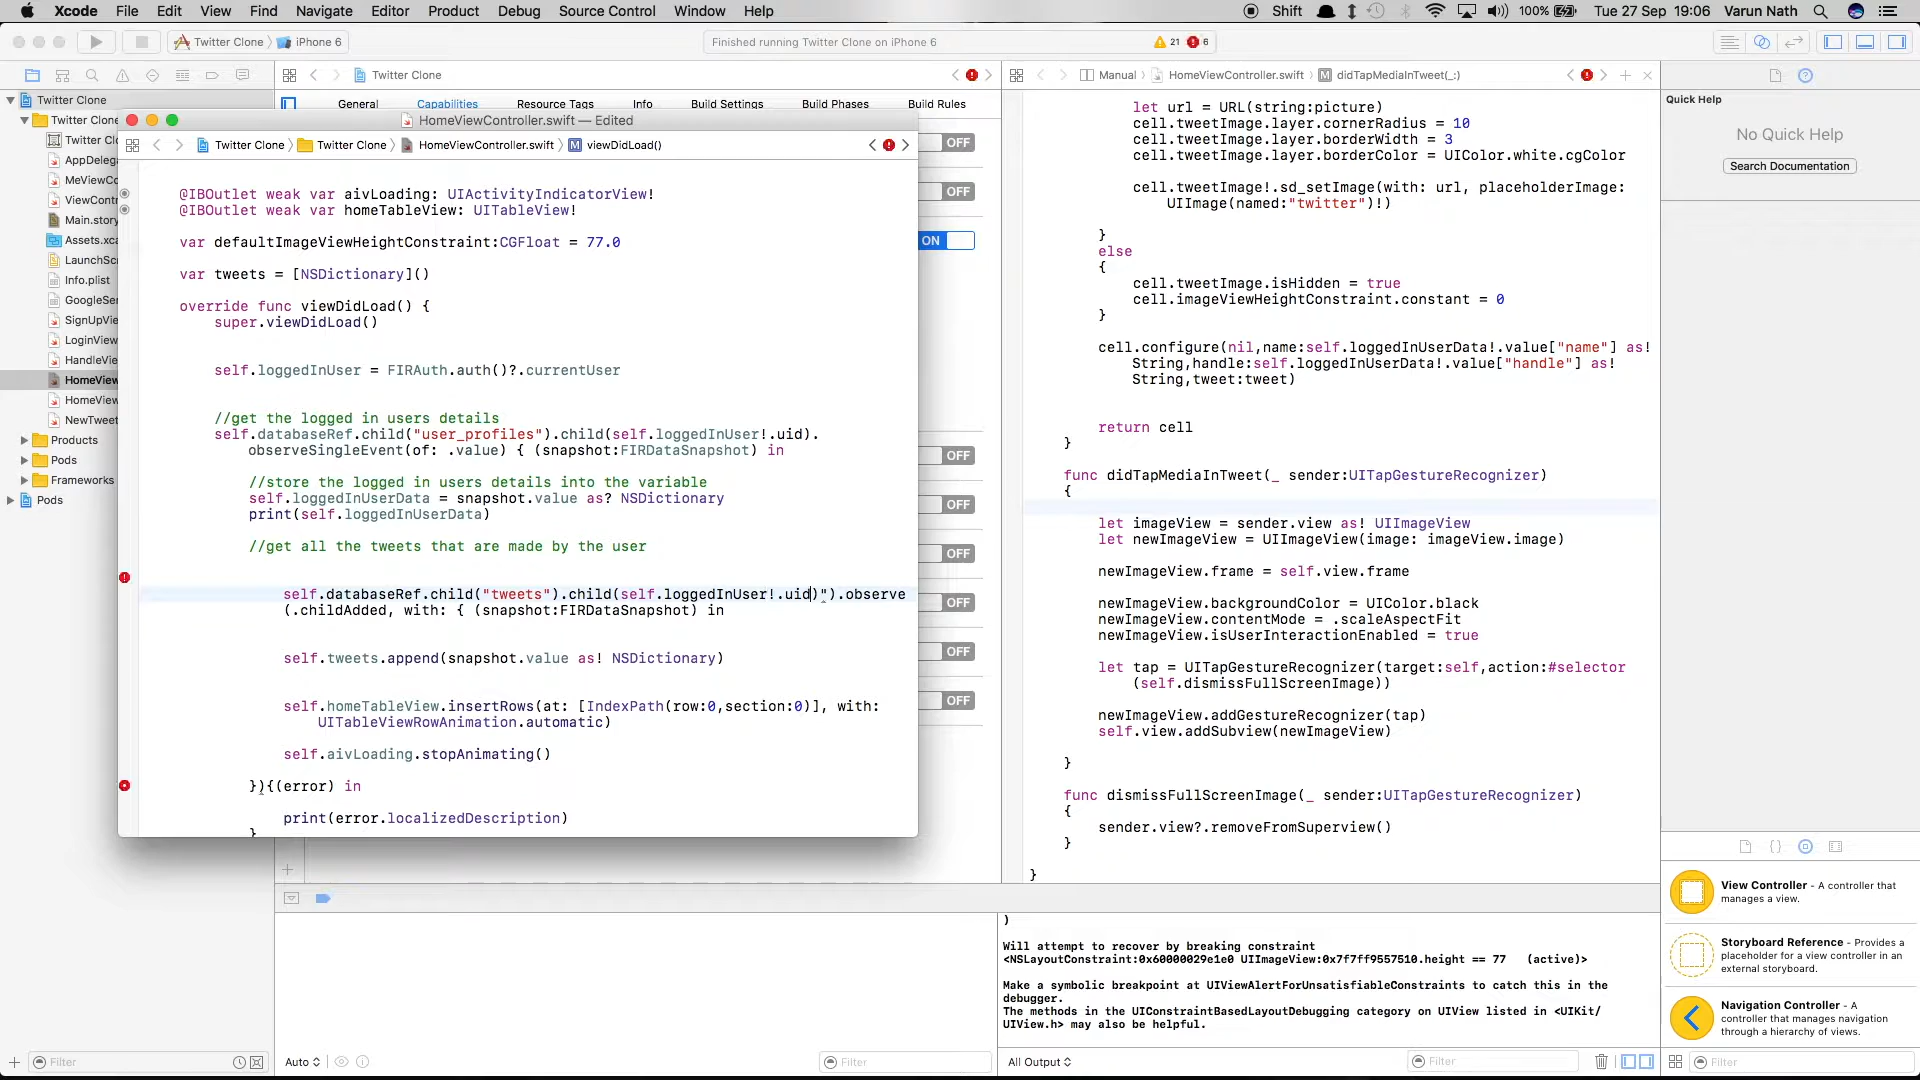 Xcode File Edit View Find Navigate Editor Product Debug Source Control Window Help Shift 100% Tue 27 Sep 19:06 Varun Nath
Twitter Clone iPhone 6 Finished running Twitter Clone on iPhone 6 21 6
Twitter Clone
Manual HomeViewController.swift didTapMediaInTweet(_:)
General Capabilities Resource Tags Info Build Settings Build Phases Build Rules
Twitter Clone
Twitter Clone
Twitter Clo
AppDelega
MeViewCo
ViewContr
Main.story
Assets.xca
LaunchScr
Info.plist
GoogleSer
SignUpVie
LoginView
HandleVie
HomeView
HomeView
NewTweet
Products
Pods
Frameworks
Pods
HomeViewController.swift — Edited
Twitter Clone Twitter Clone HomeViewController.swift viewDidLoad()
@IBOutlet weak var aivLoading: UIActivityIndicatorView!
@IBOutlet weak var homeTableView: UITableView!
var defaultImageViewHeightConstraint:CGFloat = 77.0
var tweets = [NSDictionary]()
override func viewDidLoad() {
super.viewDidLoad()
self.loggedInUser = FIRAuth.auth()?.currentUser
//get the logged in users details
self.databaseRef.child("user_profiles").child(self.loggedInUser!.uid).
observeSingleEvent(of: .value) { (snapshot:FIRDataSnapshot) in
//store the logged in users details into the variable
self.loggedInUserData = snapshot.value as? NSDictionary
print(self.loggedInUserData)
//get all the tweets that are made by the user
self.databaseRef.child("tweets").child(self.loggedInUser!.uid)").observe
(.childAdded, with: { (snapshot:FIRDataSnapshot) in
self.tweets.append(snapshot.value as! NSDictionary)
self.homeTableView.insertRows(at: [IndexPath(row:0,section:0)], with:
UITableViewRowAnimation.automatic)
self.aivLoading.stopAnimating()
}){(error) in
print(error.localizedDescription)
}
OFF
OFF
ON
OFF
OFF
OFF
OFF
OFF
OFF
let url = URL(string:picture)
cell.tweetImage.layer.cornerRadius = 10
cell.tweetImage.layer.borderWidth = 3
cell.tweetImage.layer.borderColor = UIColor.white.cgColor
cell.tweetImage!.sd_setImage(with: url, placeholderImage:
UIImage(named:"twitter")!)
}
else
{
cell.tweetImage.isHidden = true
cell.imageViewHeightConstraint.constant = 0
}
cell.configure(nil,name:self.loggedInUserData!.value["name"] as!
String,handle:self.loggedInUserData!.value["handle"] as!
String,tweet:tweet)
return cell
}
func didTapMediaInTweet(_ sender:UITapGestureRecognizer)
{
let imageView = sender.view as! UIImageView
let newImageView = UIImageView(image: imageView.image)
newImageView.frame = self.view.frame
newImageView.backgroundColor = UIColor.black
newImageView.contentMode = .scaleAspectFit
newImageView.isUserInteractionEnabled = true
let tap = UITapGestureRecognizer(target:self,action:#selector
(self.dismissFullScreenImage))
newImageView.addGestureRecognizer(tap)
self.view.addSubview(newImageView)
}
func dismissFullScreenImage(_ sender:UITapGestureRecognizer)
{
sender.view?.removeFromSuperview()
}
}
)
Will attempt to recover by breaking constraint
<NSLayoutConstraint:0x60000029e1e0 UIImageView:0x7f7ff9557510.height == 77 (active)>
Make a symbolic breakpoint at UIViewAlertForUnsatisfiableConstraints to catch this in the
debugger.
The methods in the UIConstraintBasedLayoutDebugging category on UIView listed in <UIKit/
UIView.h> may also be helpful.
Quick Help
No Quick Help
Search Documentation
View Controller - A controller that
manages a view.
Storyboard Reference - Provides a
placeholder for a view controller in an
external storyboard.
Navigation Controller - A
controller that manages navigation
through a hierarchy of views.
Filter Auto Filter All Output Filter Filter